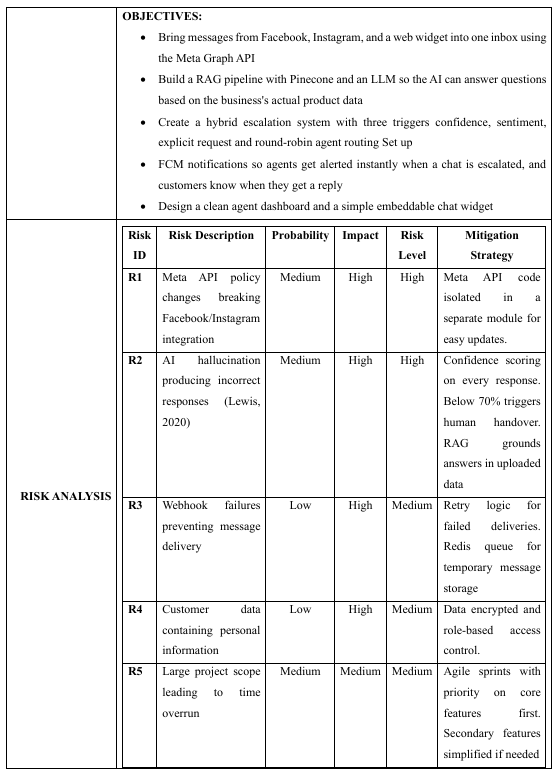 OBJECTIVES:
• Bring messages from Facebook, Instagram, and a web widget into one inbox using
the Meta Graph API
• Build a RAG pipeline with Pinecone and an LLM so the AI can answer questions
based on the business's actual product data
• Create a hybrid escalation system with three triggers confidence, sentiment,
explicit request and round-robin agent routing Set up
• FCM notifications so agents get alerted instantly when a chat is escalated, and
customers know when they get a reply
• Design a clean agent dashboard and a simple embeddable chat widget
RISK ANALYSIS
Risk
ID
Risk Description
Probability
Impact
Risk
Level
Mitigation
Strategy
R1
Meta API policy
changes breaking
Facebook/Instagram
integration
Medium
High
High
Meta API code
isolated in a
separate module for
easy updates.
R2
AI hallucination
producing incorrect
responses (Lewis,
2020)
Medium
High
High
Confidence scoring
on every response.
Below 70% triggers
human handover.
RAG grounds
answers in uploaded
data
R3
Webhook failures
preventing message
delivery
Low
High
Medium
Retry logic for
failed deliveries.
Redis queue for
temporary message
storage
R4
Customer data
containing personal
information
Low
High
Medium
Data encrypted and
role-based access
control.
R5
Large project scope
leading to time
overrun
Medium
Medium
Medium
Agile sprints with
priority on core
features first.
Secondary features
simplified if needed